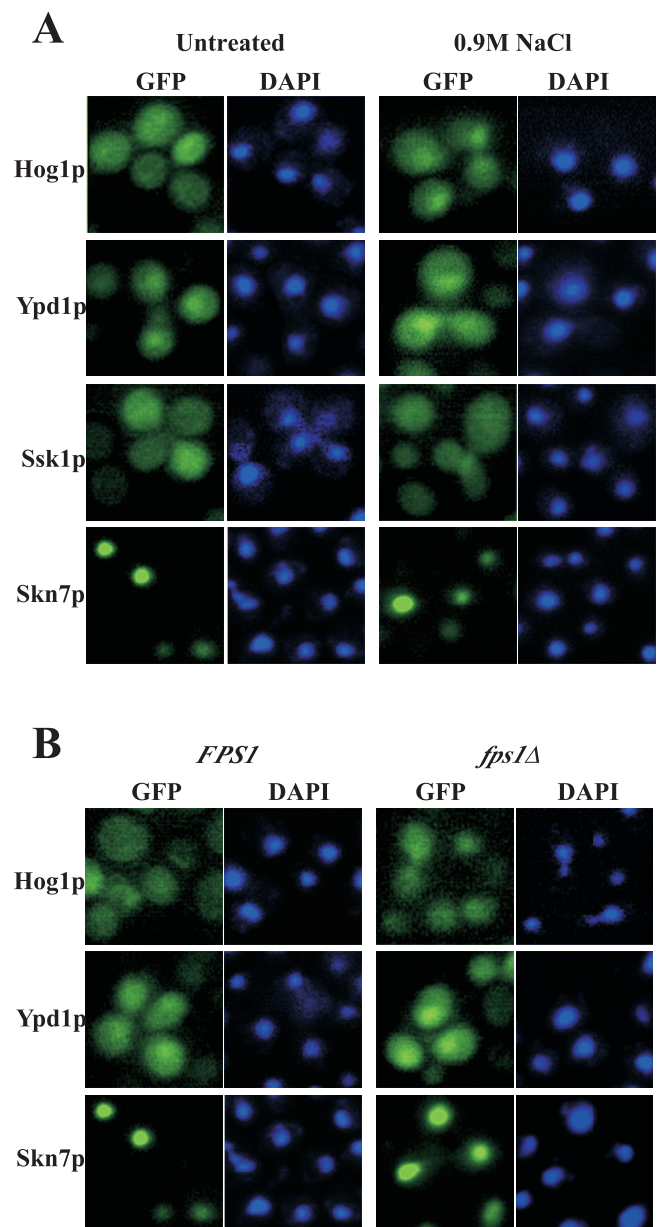 A
Untreated 0.9M NaCl
GFP DAPI GFP DAPI
Hog1p
Ypd1p
Ssk1p
Skn7p
B
FPS1 fps1Δ
GFP DAPI GFP DAPI
Hog1p
Ypd1p
Skn7p